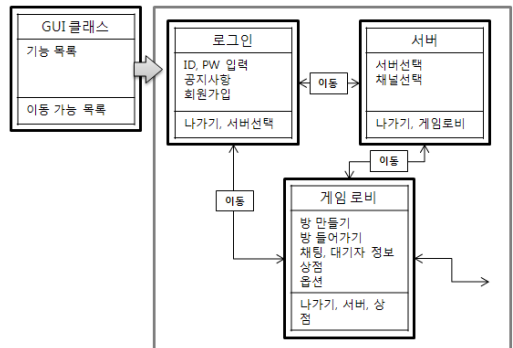 GUI 클래스
기능 목록
이동 가능 목록
로그인
ID, PW 입력
공지사항
회원가입
나가기, 서버선택
이동
서버
서버선택
채널선택
나가기, 게임로비
이동
이동
게임 로비
방 만들기
방 들어가기
채팅, 대기자 정보
상점
옵션
나가기, 서버, 상
점